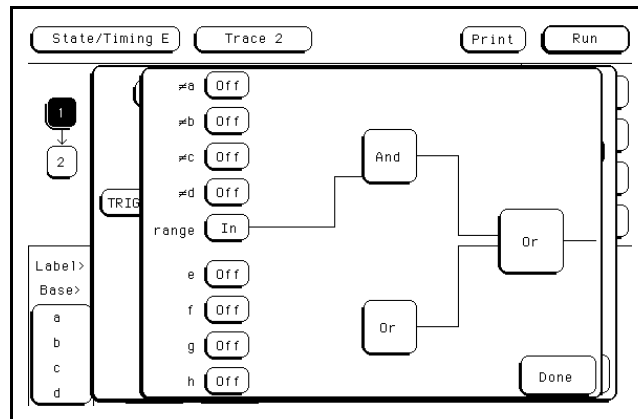 State/Timing E Trace 2 Print Run
1
2
≠a Off
≠b Off
≠c Off
≠d Off
TRIG
range In
And
Or
e Off
f Off
g Off
h Off
Or
Done
Label>
Base>
a
b
c
d